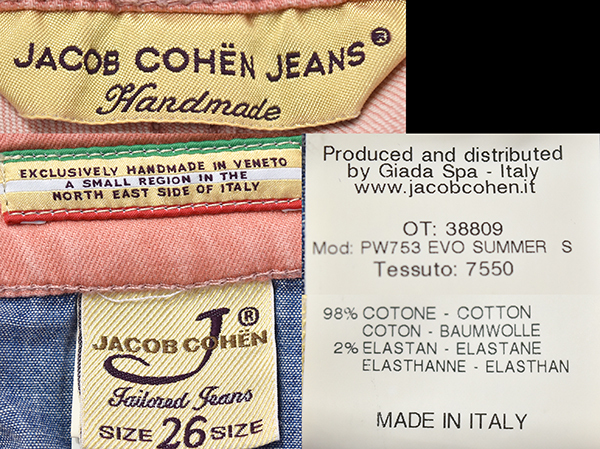 JACOB COHËN JEANS®
Handmade
EXCLUSIVELY HANDMADE IN VENETO
A SMALL REGION IN THE
NORTH EAST SIDE OF ITALY
J®
JACOB COHËN
Tailored Jeans
SIZE 26 SIZE
Produced and distributed
by Giada Spa - Italy
www.jacobcohen.it
OT: 38809
Mod: PW753 EVO SUMMER S
Tessuto: 7550
98% COTONE - COTTON
COTON - BAUMWOLLE
2% ELASTAN - ELASTANE
ELASTHANNE - ELASTHAN
MADE IN ITALY